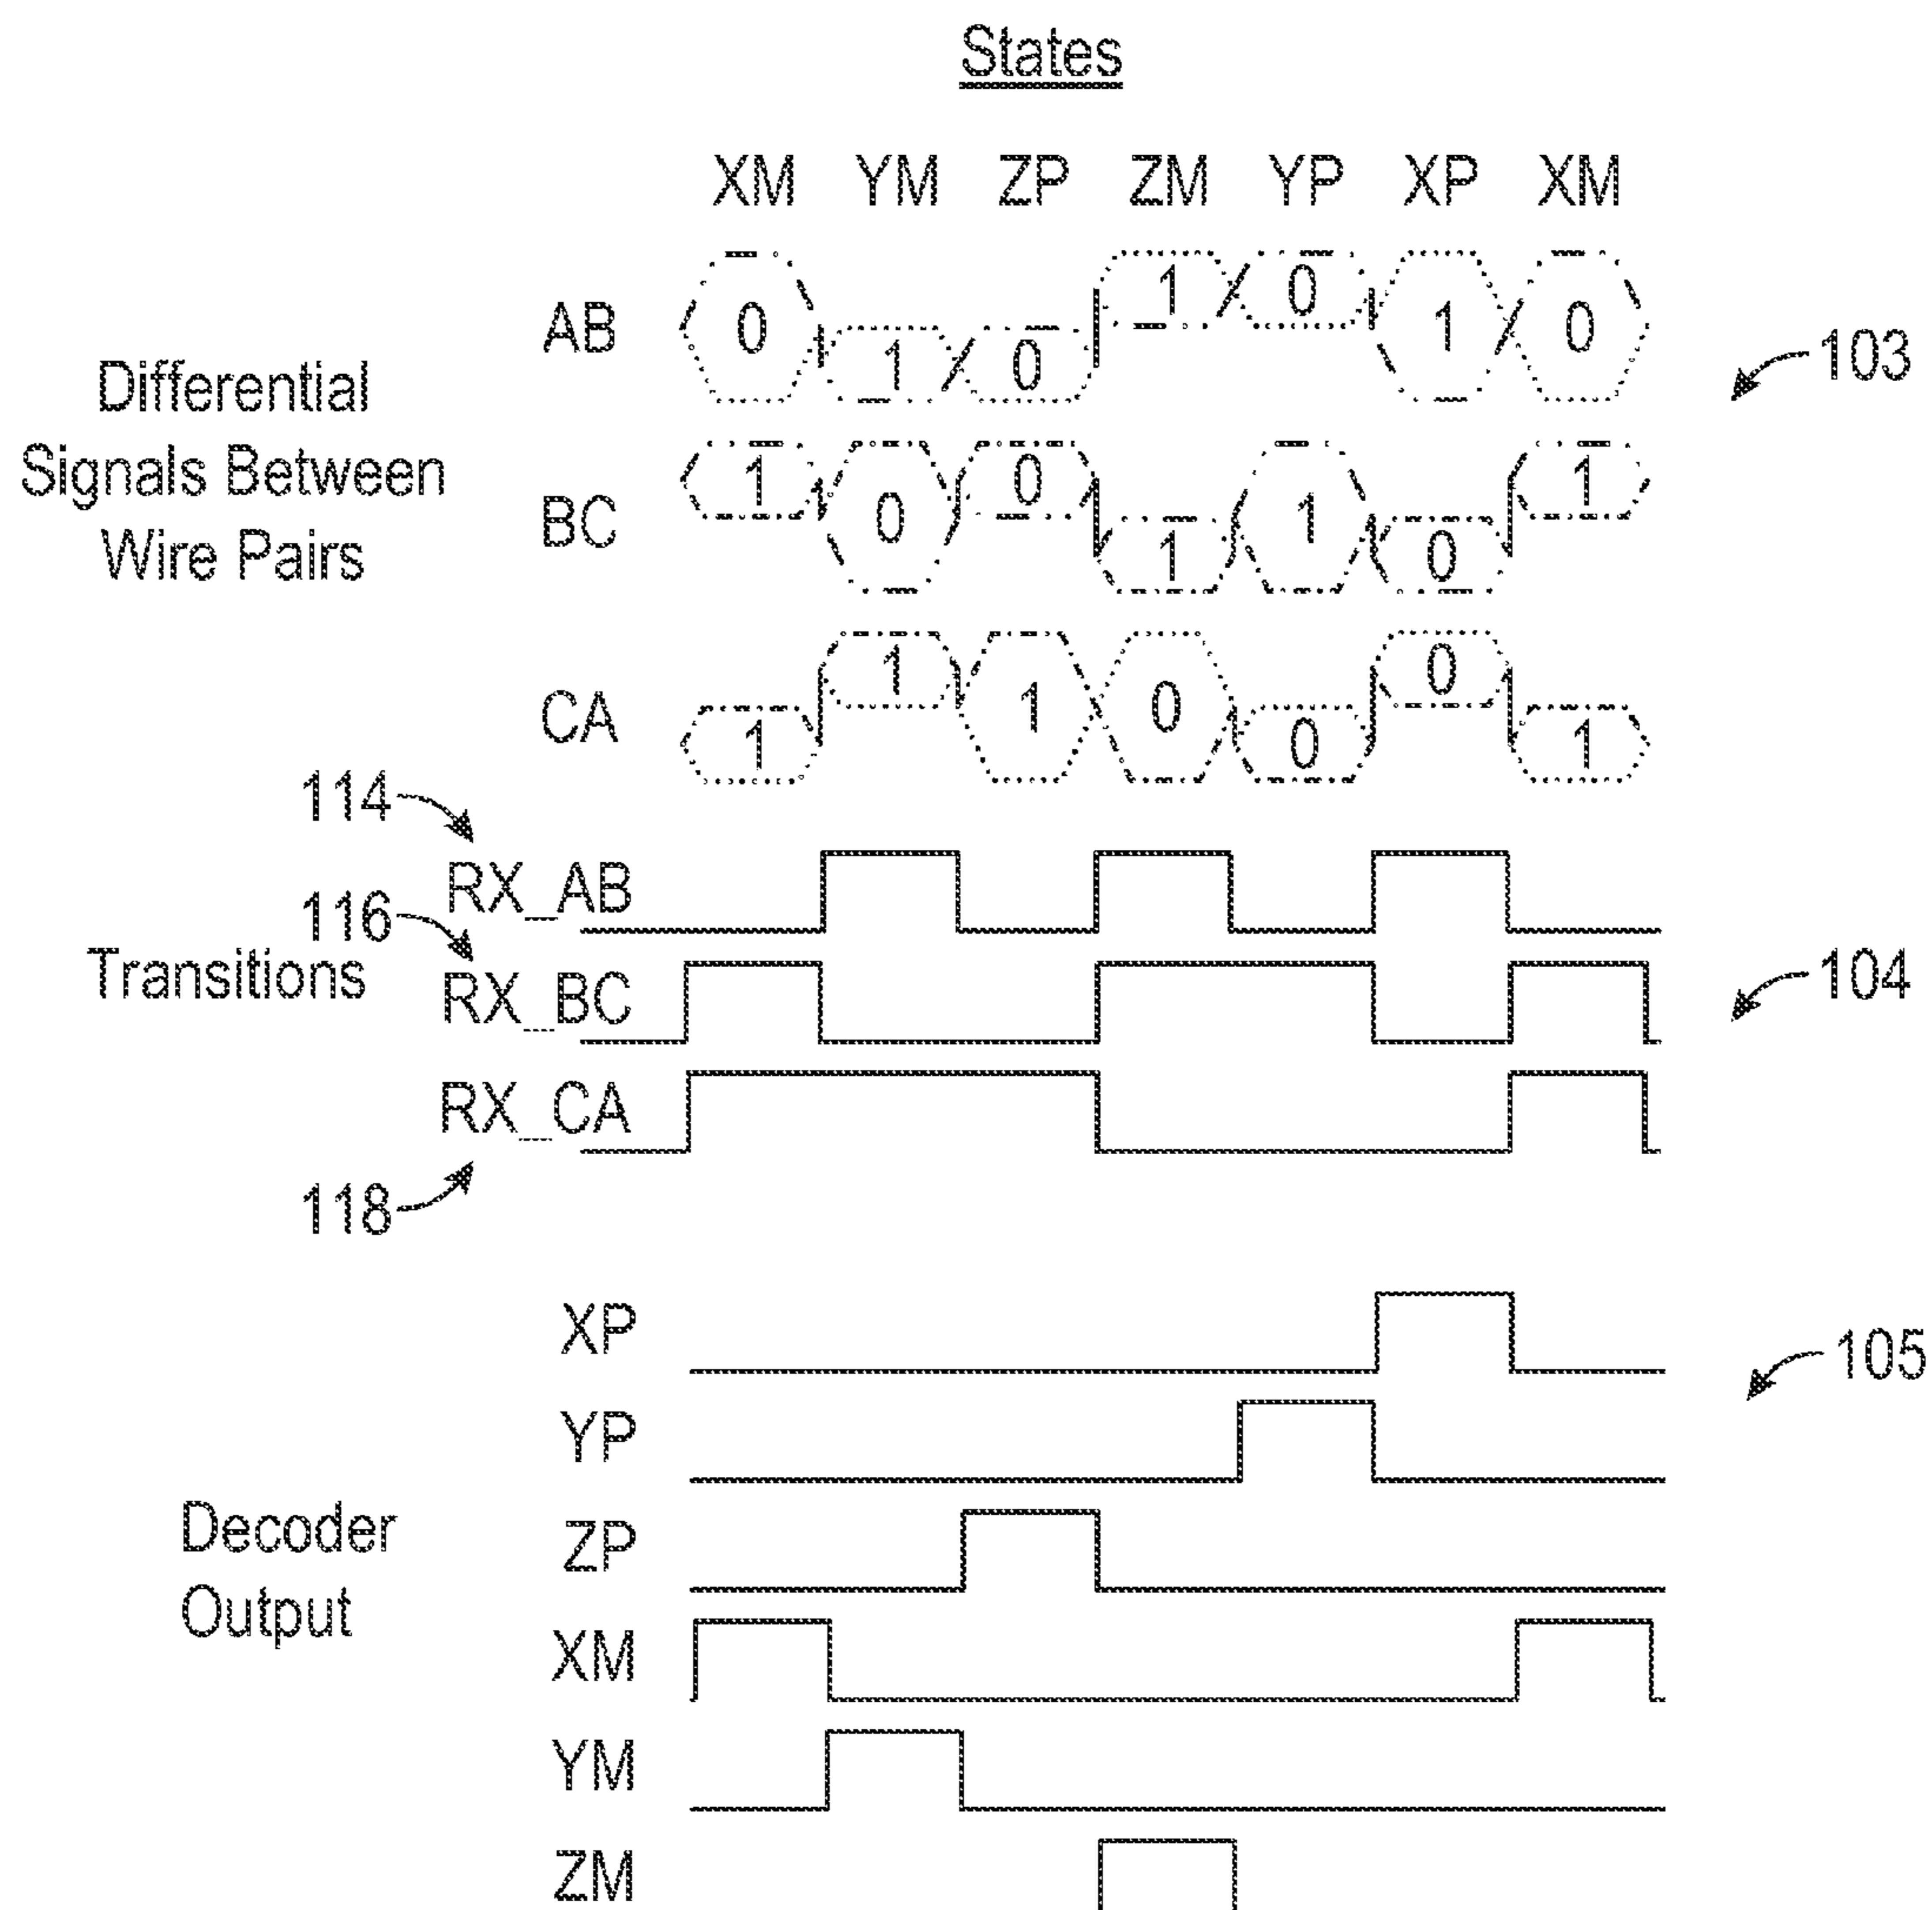 States
XM YM ZP ZM YP XP XM
Differential
Signals Between
Wire Pairs
AB 0 1 0 1 0 1 0
103
BC 1 0 0 1 1 0 1
CA 1 1 1 0 0 0 1
114
RX_AB
116
Transitions
RX_BC
104
RX_CA
118
XP
105
YP
Decoder
Output
ZP
XM
YM
ZM